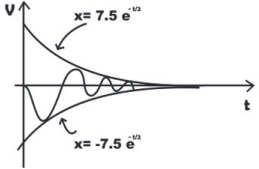 V
x= 7.5 e^-t/2
t
x= -7.5 e^-t/2